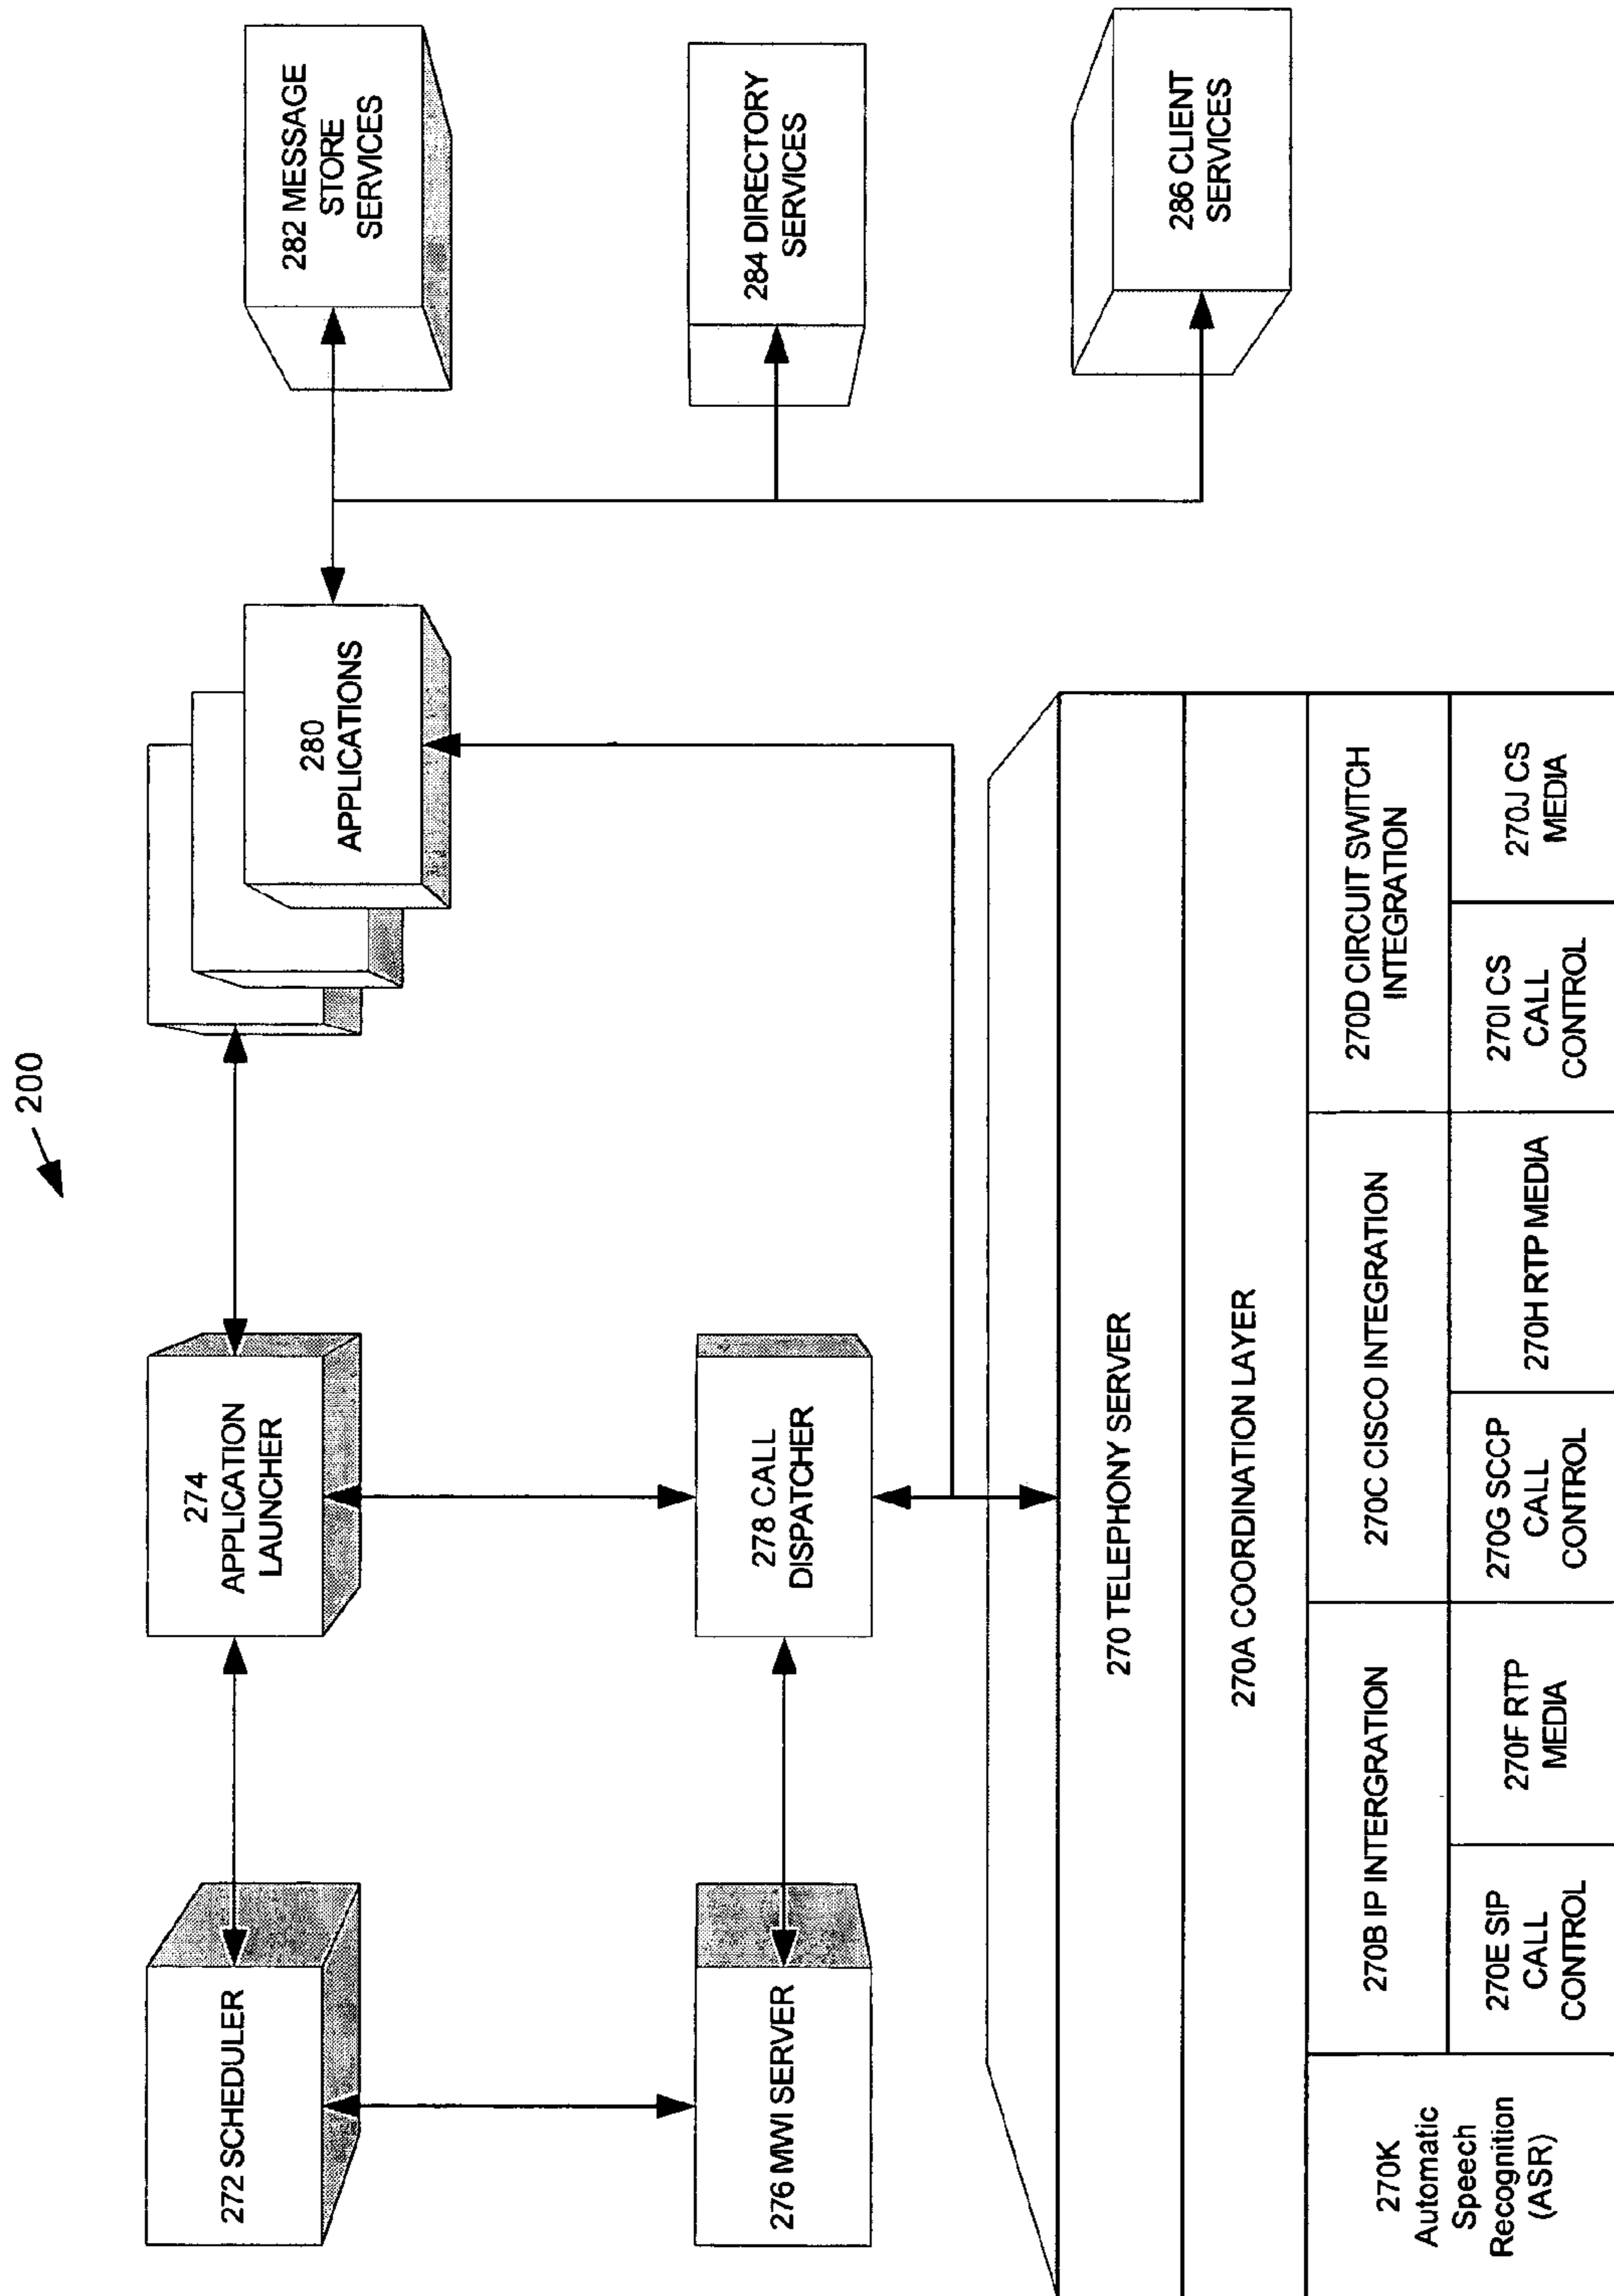 200
272 SCHEDULER
274
APPLICATION
LAUNCHER
280
APPLICATIONS
282 MESSAGE
STORE
SERVICES
276 MWI SERVER
278 CALL
DISPATCHER
284 DIRECTORY
SERVICES
286 CLIENT
SERVICES
270 TELEPHONY SERVER
270A COORDINATION LAYER
270K
Automatic
Speech
Recognition
(ASR)
270B IP INTERGRATION
270C CISCO INTEGRATION
270D CIRCUIT SWITCH
INTEGRATION
270E SIP
CALL
CONTROL
270F RTP
MEDIA
270G SCCP
CALL
CONTROL
270H RTP MEDIA
270I CS
CALL
CONTROL
270J CS
MEDIA